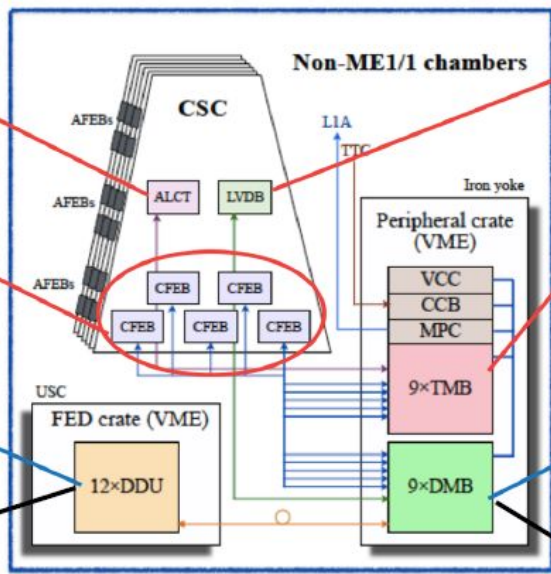 Non-ME1/1 chambers
CSC
AFEBs
AFEBs
AFEBs
ALCT
LVDB
CFEB
CFEB
CFEB
CFEB
CFEB
L1A
TTC
Iron yoke
Peripheral crate
(VME)
VCC
CCB
MPC
9×TMB
9×DMB
USC
FED crate (VME)
12×DDU